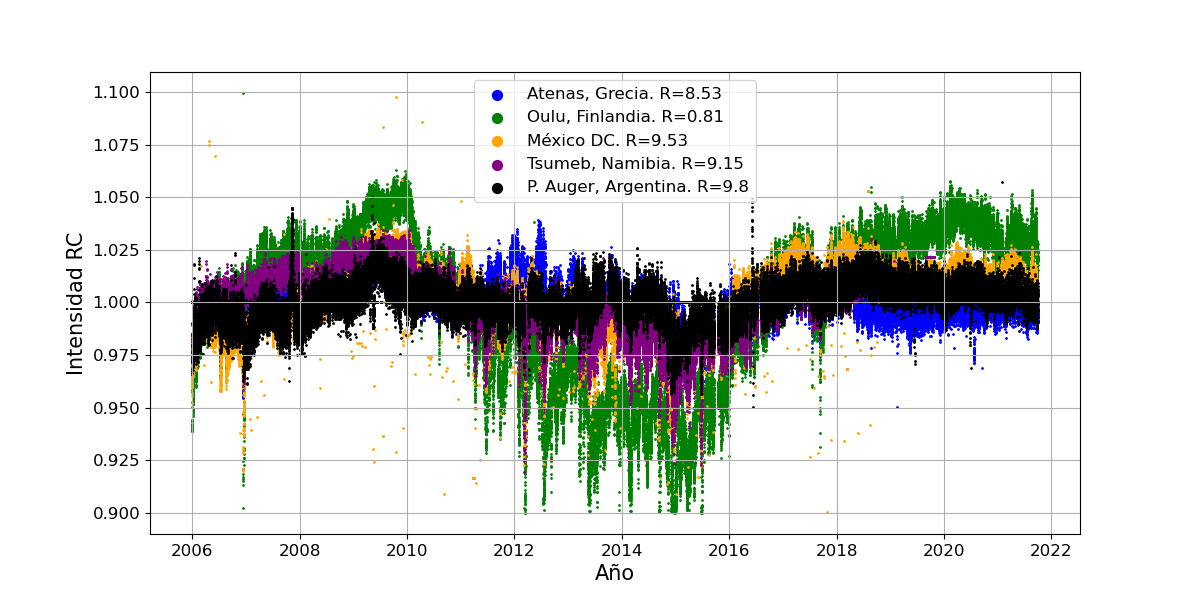 Atenas, Grecia. R=8.53
Oulu, Finlandia. R=0.81
México DC. R=9.53
Tsumeb, Namibia. R=9.15
P. Auger, Argentina. R=9.8
Intensidad RC
1.100
1.075
1.050
1.025
1.000
0.975
0.950
0.925
0.900
2006 2008 2010 2012 2014 2016 2018 2020 2022
Año